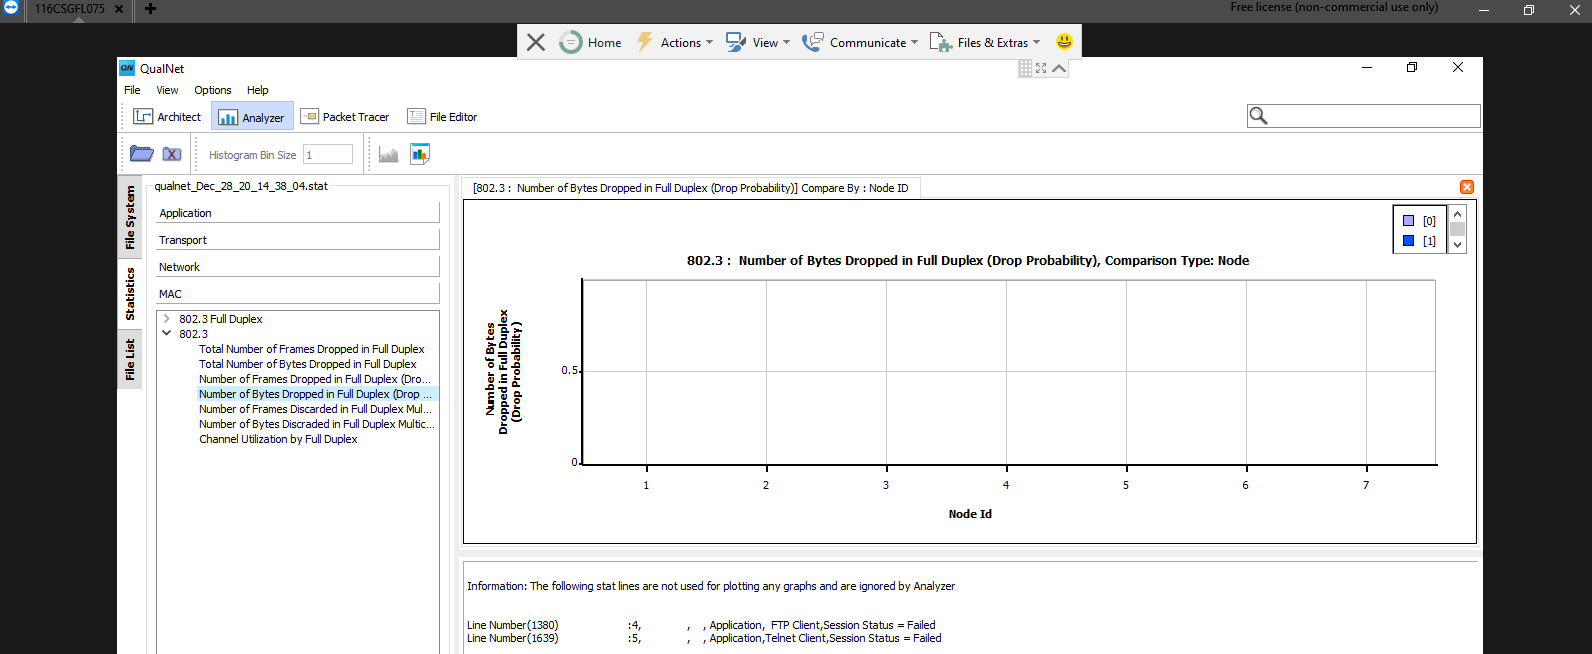 116CSGFL075
Free license (non-commercial use only)
Home
Actions
View
Communicate
Files & Extras
QN QualNet
File View Options Help
Architect
Analyzer
Packet Tracer
File Editor
Histogram Bin Size 1
File System
Statistics
File List
qualnet_Dec_28_20_14_38_04.stat
Application
Transport
Network
MAC
802.3 Full Duplex
802.3
Total Number of Frames Dropped in Full Duplex
Total Number of Bytes Dropped in Full Duplex
Number of Frames Dropped in Full Duplex (Dro...
Number of Bytes Dropped in Full Duplex (Drop ...
Number of Frames Discarded in Full Duplex Mul...
Number of Bytes Discraded in Full Duplex Multic...
Channel Utilization by Full Duplex
[802.3 : Number of Bytes Dropped in Full Duplex (Drop Probability)] Compare By : Node ID
[0]
[1]
802.3 : Number of Bytes Dropped in Full Duplex (Drop Probability), Comparison Type: Node
Number of Bytes
Dropped in Full Duplex
(Drop Probability)
0.5
0
1 2 3 4 5 6 7
Node Id
Information: The following stat lines are not used for plotting any graphs and are ignored by Analyzer
Line Number(1380) :4, , , Application, FTP Client,Session Status = Failed
Line Number(1639) :5, , , Application,Telnet Client,Session Status = Failed